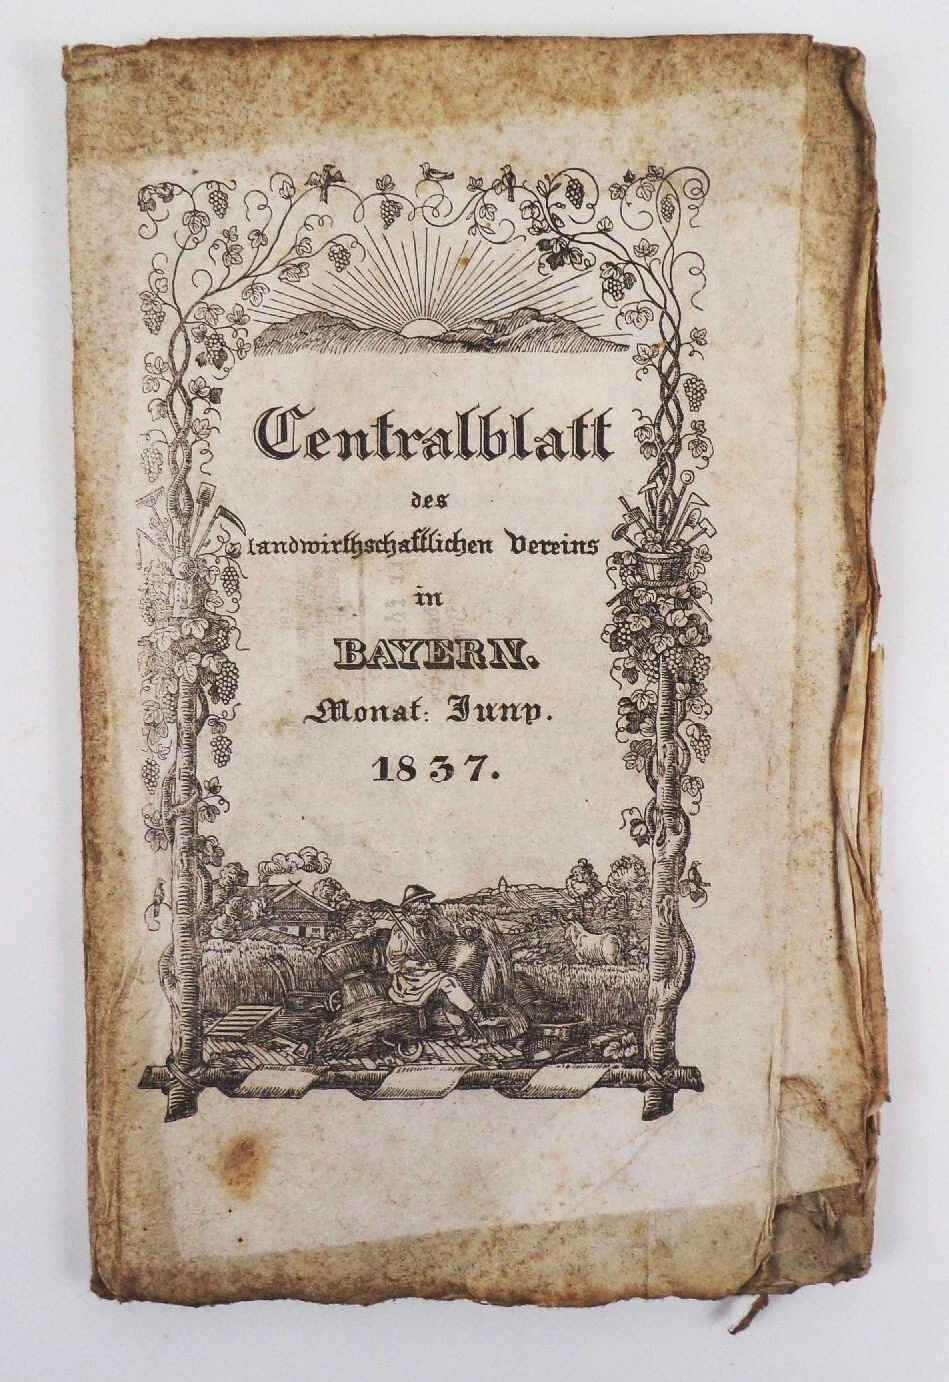 Centralblatt
des
landwirthschaftlichen Vereins
in
BAYERN.
Monat: Juny.
1837.